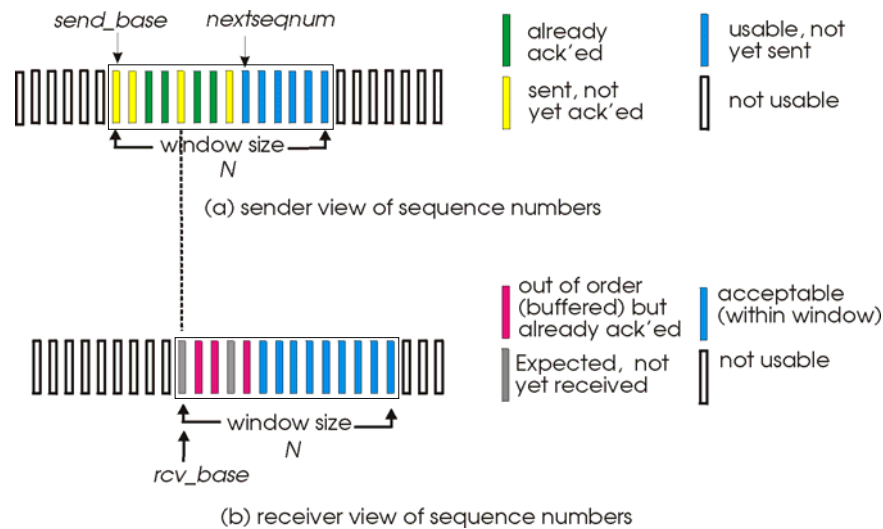 send_base
nextseqnum
already
ack'ed
usable, not
yet sent
sent, not
yet ack'ed
not usable
window size
N
(a) sender view of sequence numbers
out of order
(buffered) but
already ack'ed
acceptable
(within window)
Expected, not
yet received
not usable
window size
N
rcv_base
(b) receiver view of sequence numbers